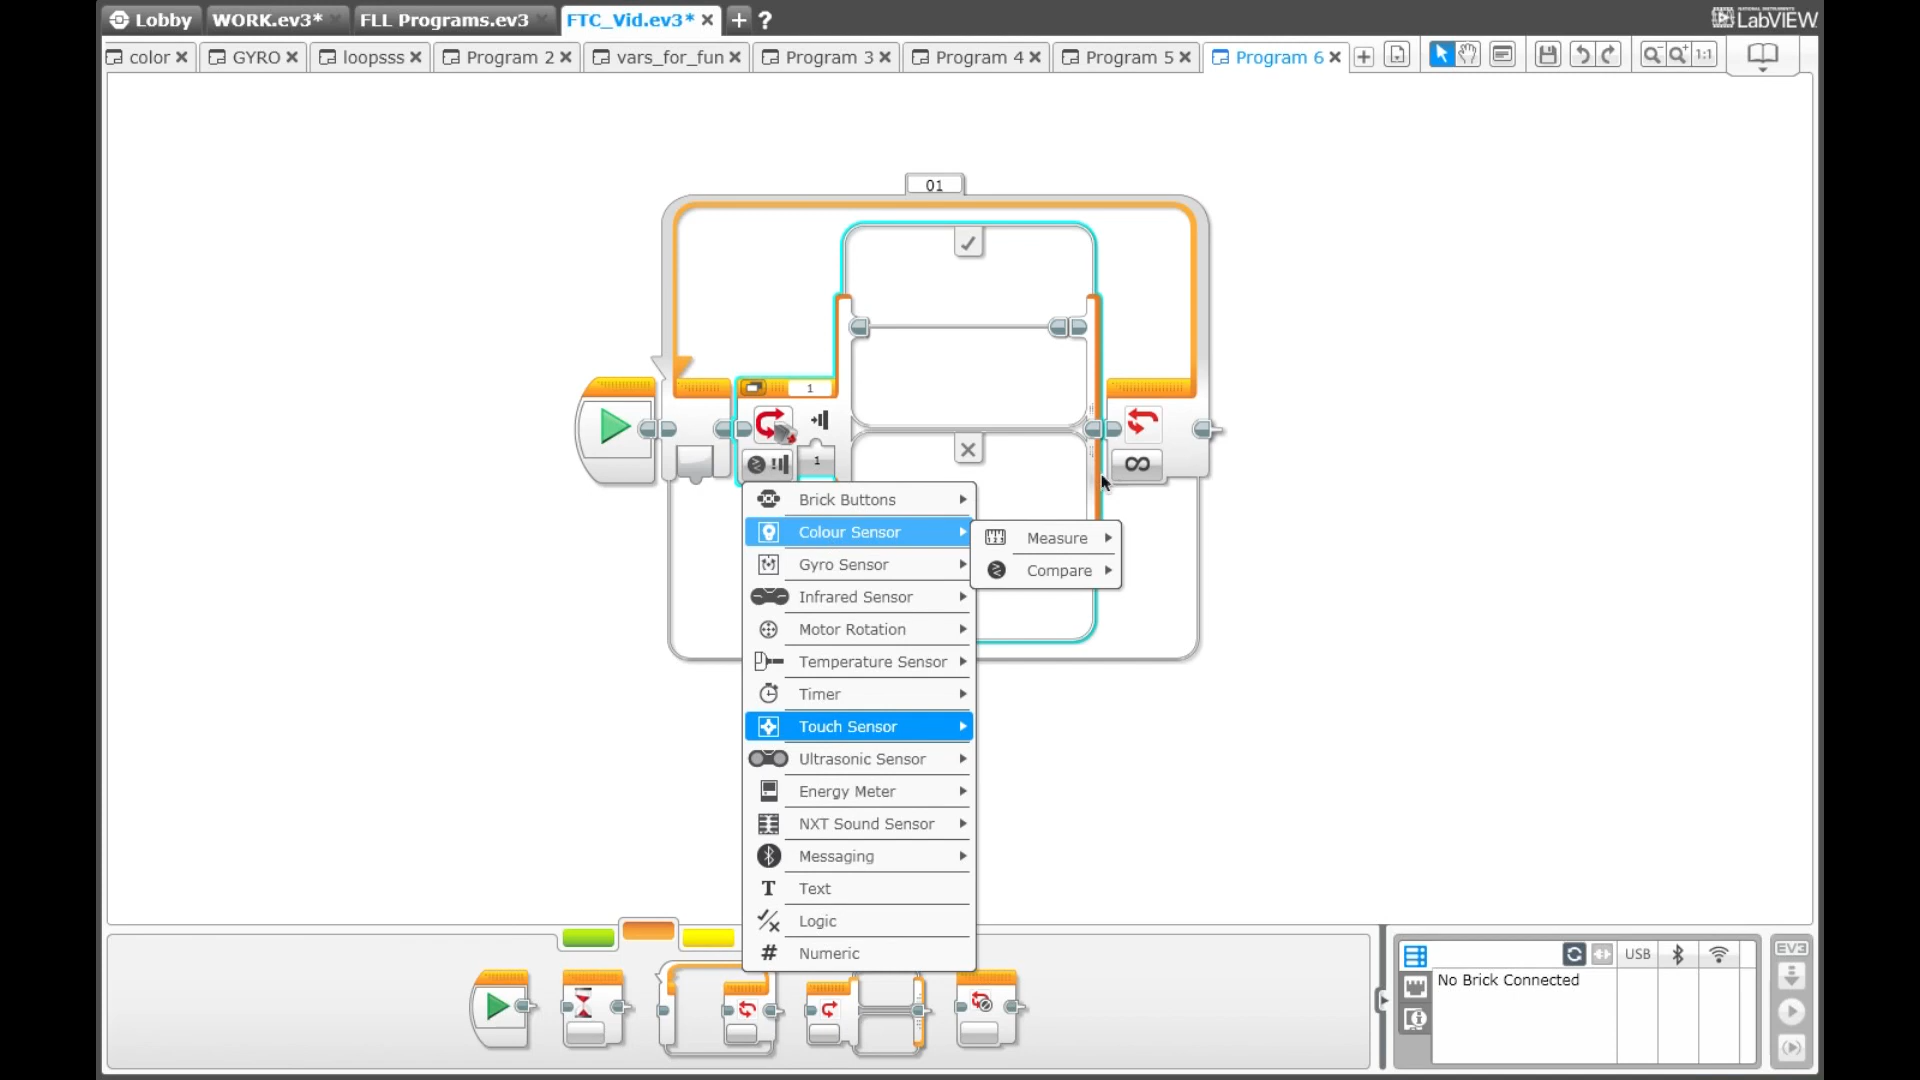 Lobby WORK.ev3* FLL Programs.ev3 FTC_Vid.ev3* + ? LabVIEW
color GYRO loopsss Program 2 vars_for_fun Program 3 Program 4 Program 5 Program 6 1:1
01
1
1
Brick Buttons
Colour Sensor
Measure
Gyro Sensor
Compare
Infrared Sensor
Motor Rotation
Temperature Sensor
Timer
Touch Sensor
Ultrasonic Sensor
Energy Meter
NXT Sound Sensor
Messaging
T Text
Logic
# Numeric
USB EV3
No Brick Connected